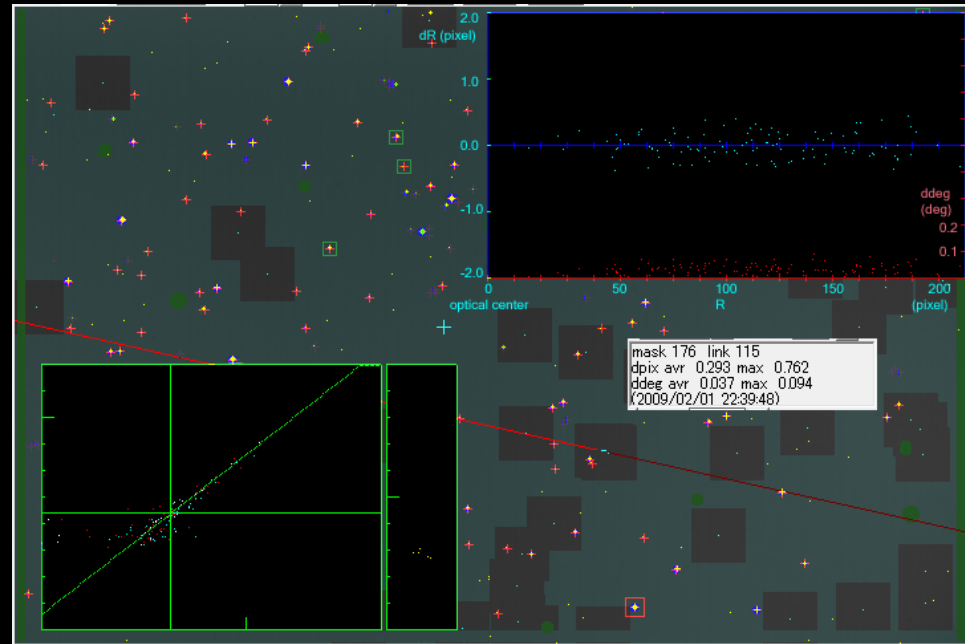 2.0
dR (pixel)
1.0
0.0
-1.0
-2.0
ddeg
(deg)
0.2
0.1
optical center
50
R
100
150
200
(pixel)
mask 176 link 115
dpix avr 0.293 max 0.762
ddeg avr 0.037 max 0.094
(2009/02/01 22:39:48)